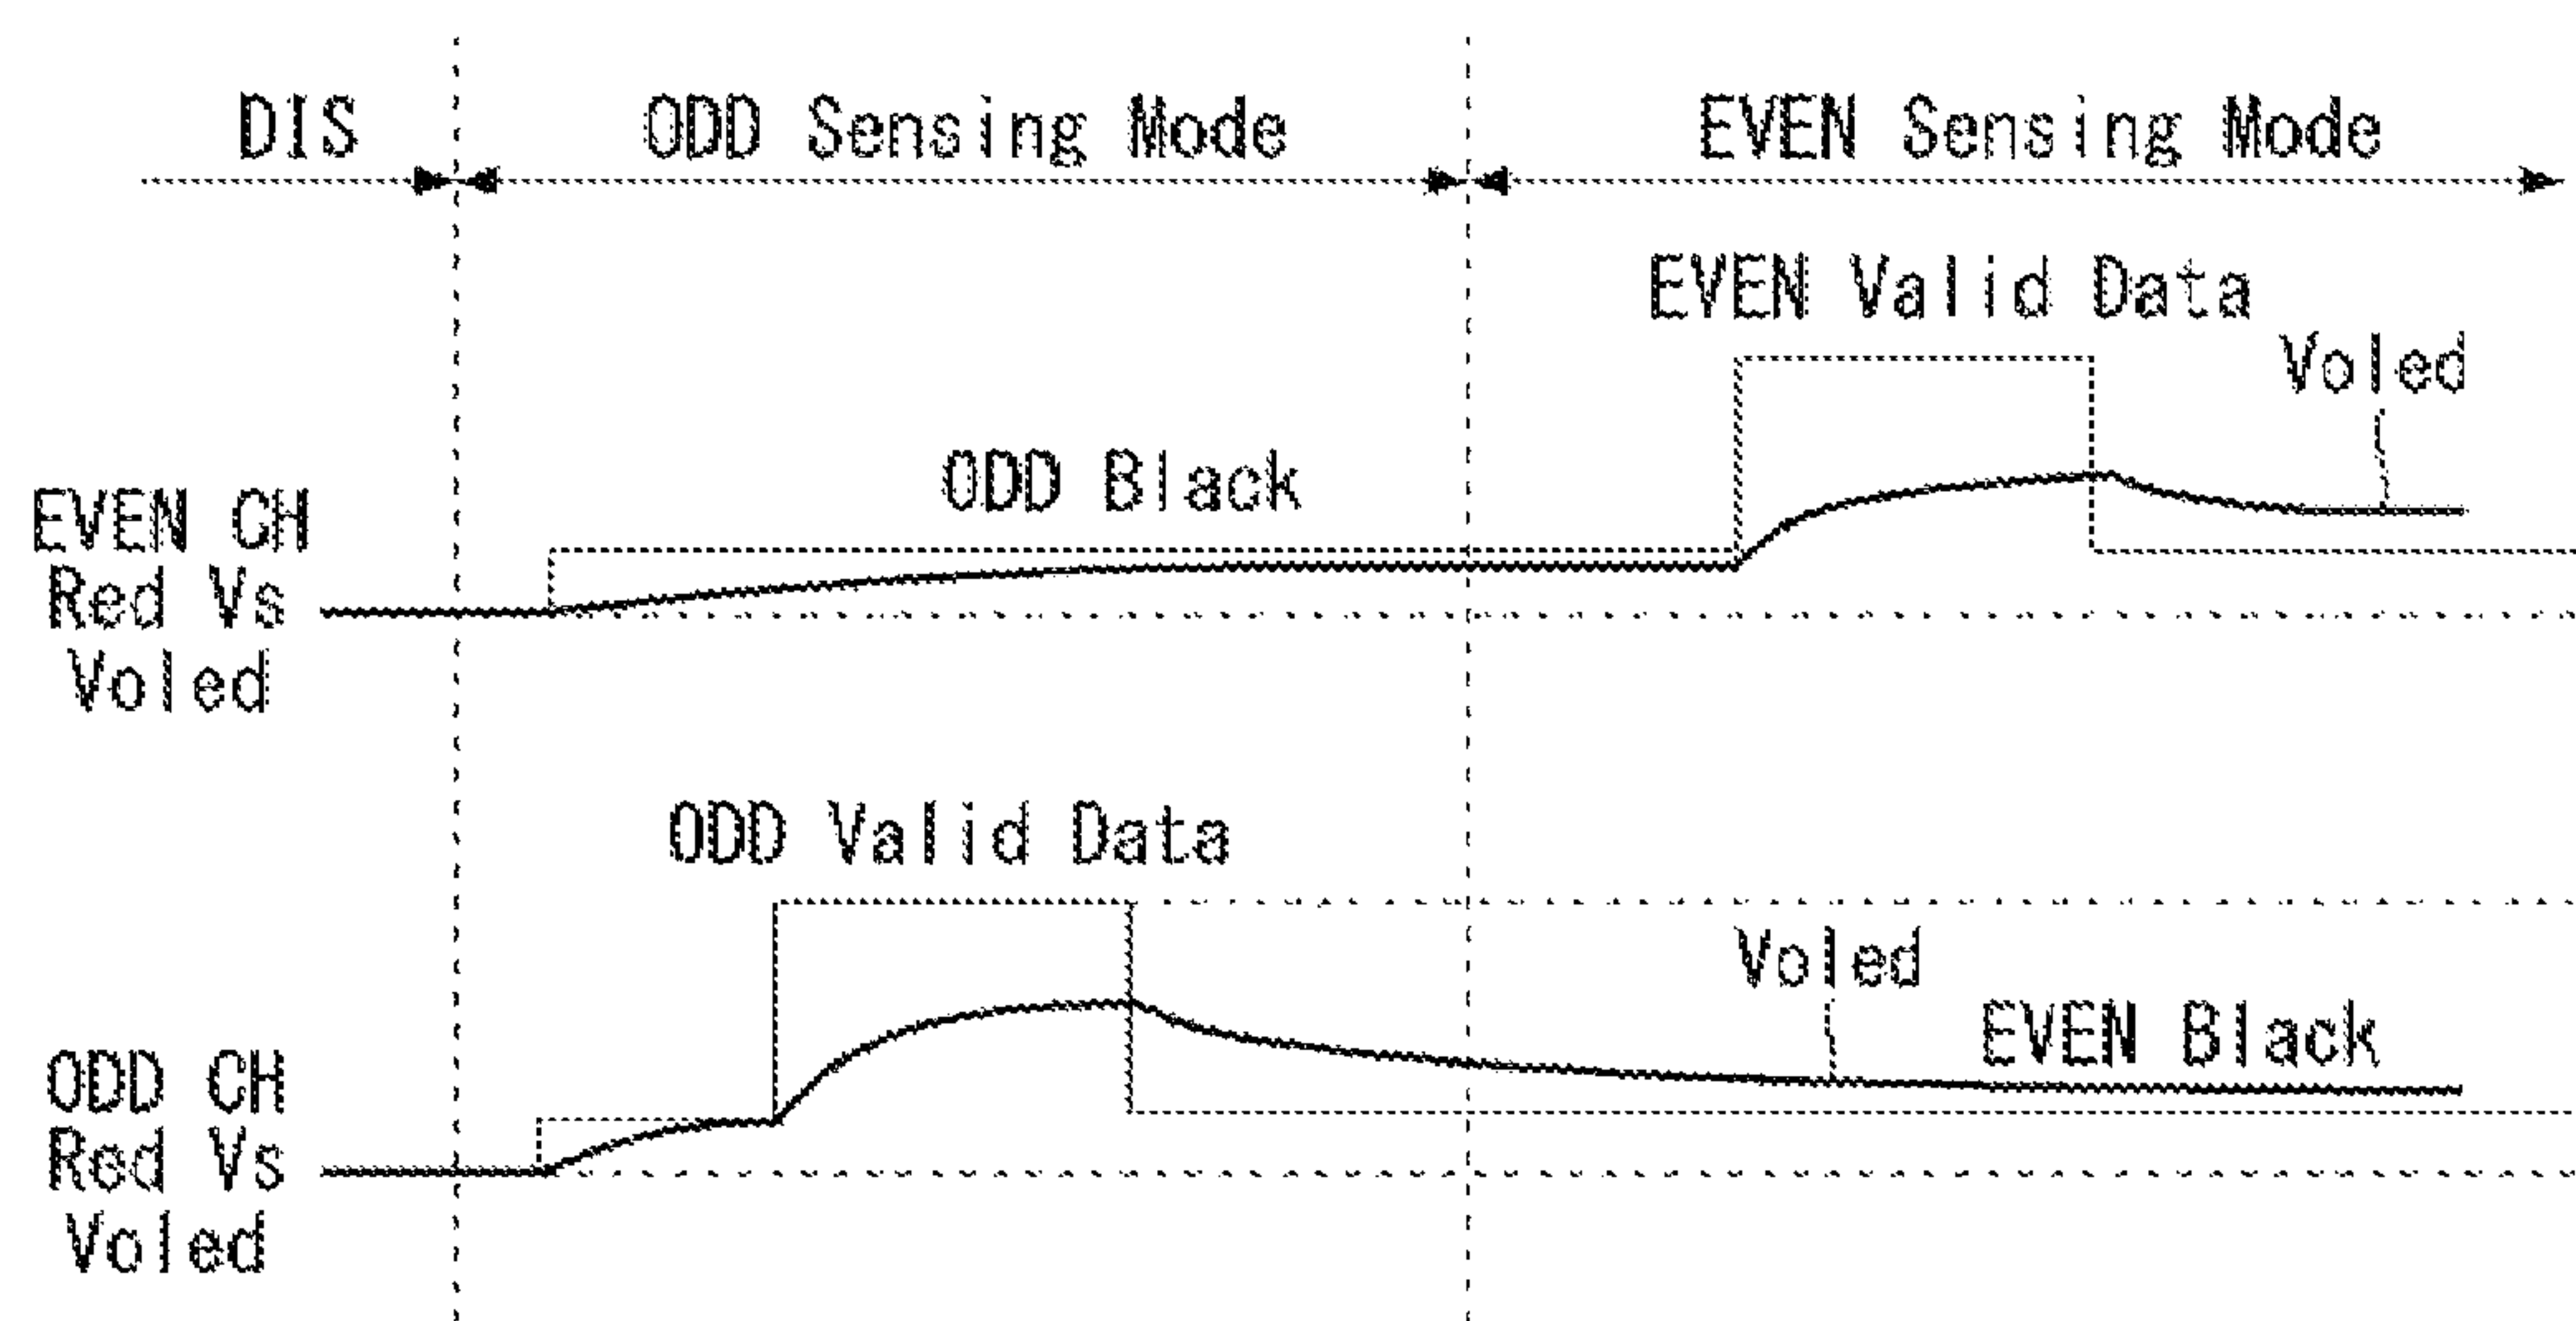 DIS
ODD Sensing Mode
EVEN Sensing Mode
EVEN Valid Data
Voled
ODD Black
EVEN CH
Red Vs
Voled
ODD Valid Data
Voled
EVEN Black
ODD CH
Red Vs
Voled